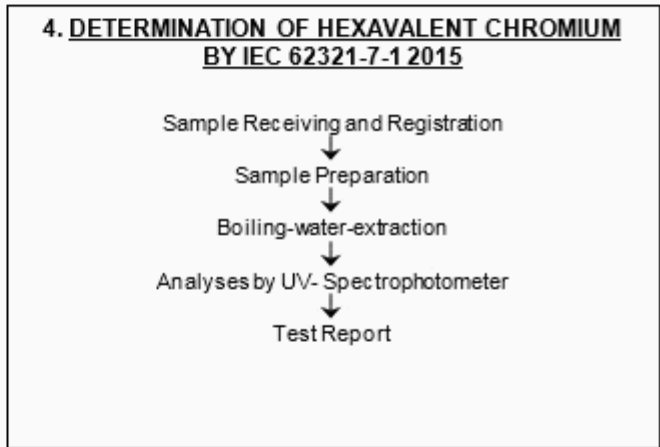 4. DETERMINATION OF HEXAVALENT CHROMIUM
BY IEC 62321-7-1 2015
Sample Receiving and Registration
Sample Preparation
Boiling-water-extraction
Analyses by UV- Spectrophotometer
Test Report